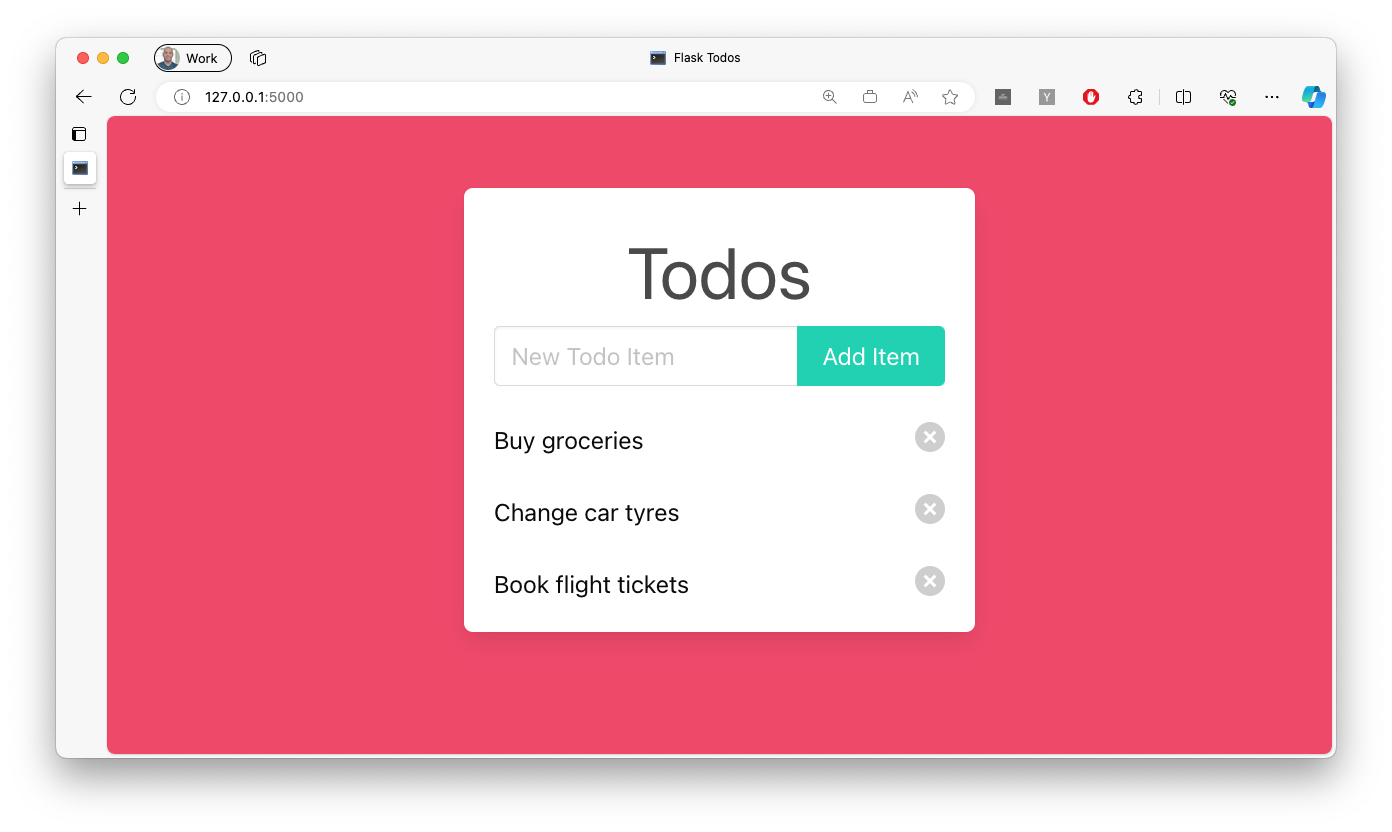 Work
Flask Todos
127.0.0.1:5000
A
Y
Todos
New Todo Item
Add Item
Buy groceries
Change car tyres
Book flight tickets